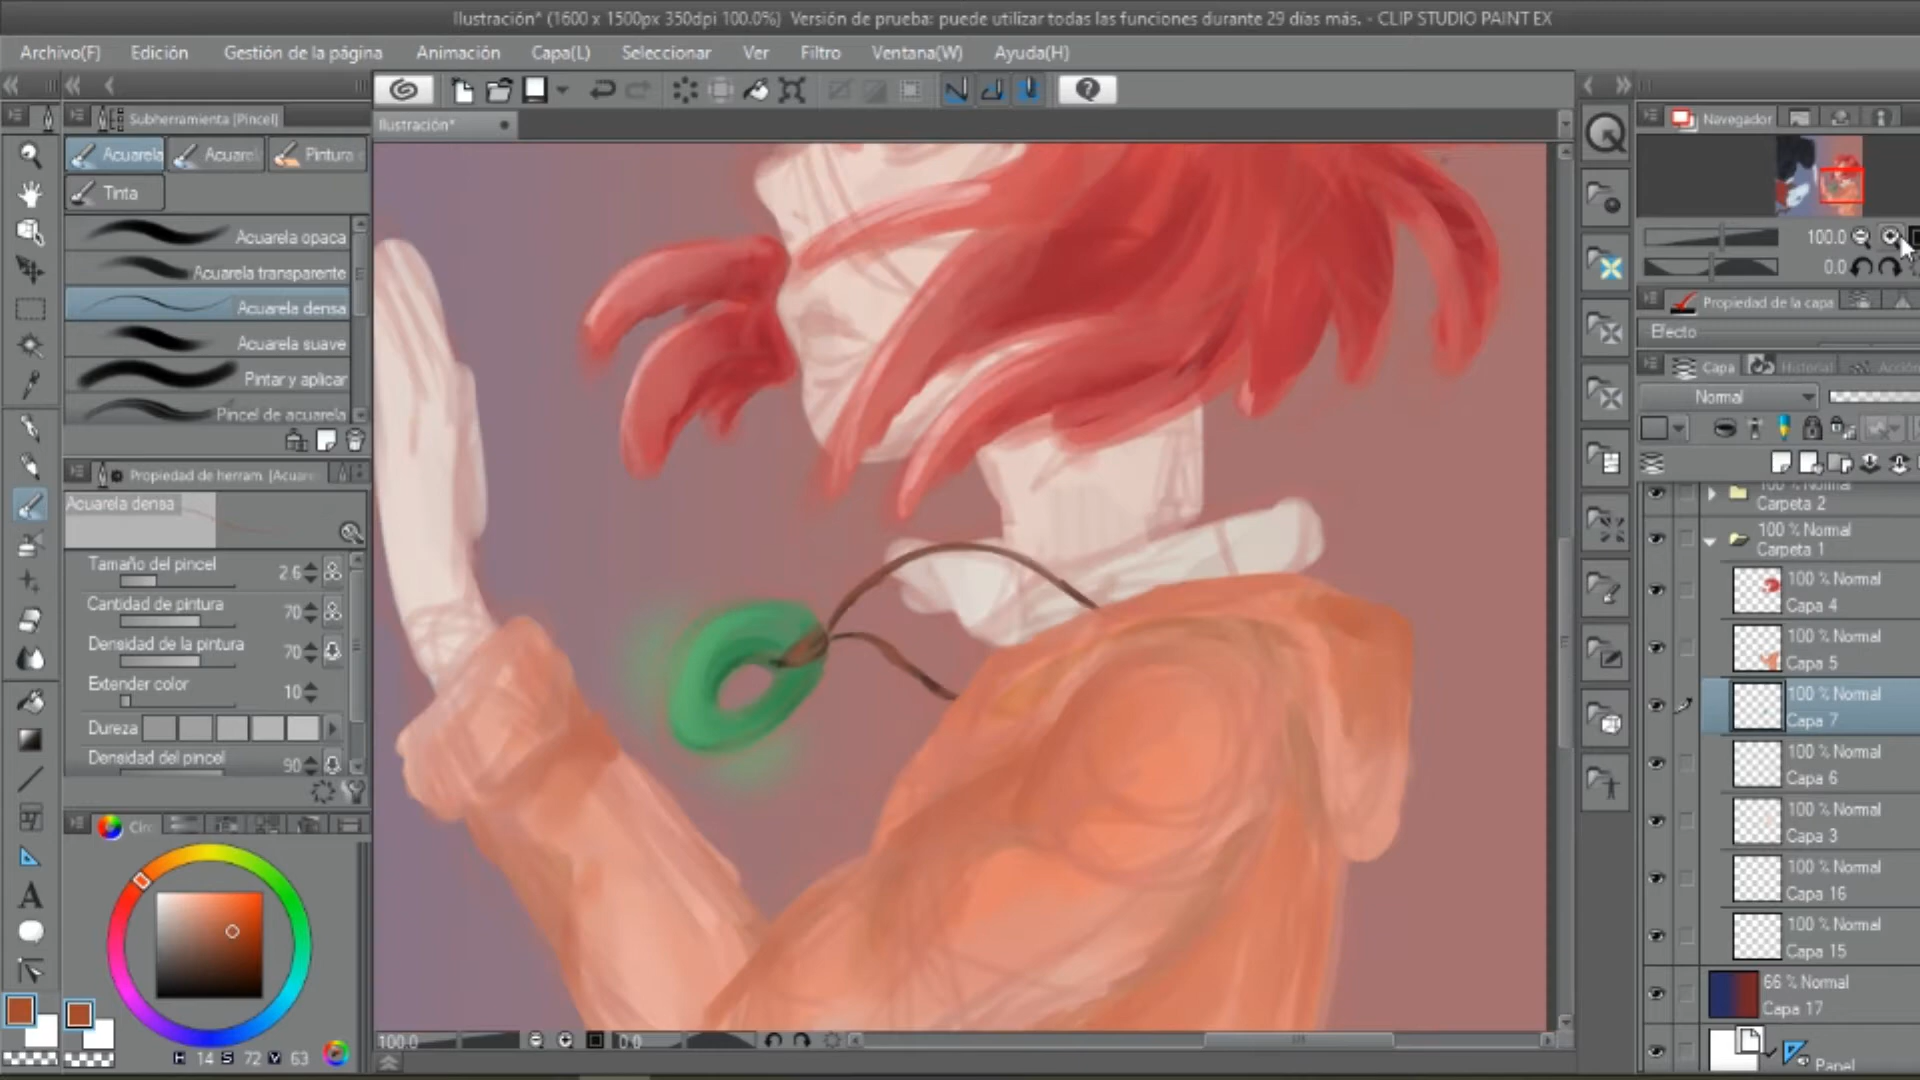 Ilustración* (1600 x 1500px 350dpi 100.0%) Versión de prueba: puede utilizar todas las funciones durante 29 días más. - CLIP STUDIO PAINT EX
Archivo(F) Edición Gestión de la página Animación Capa(L) Seleccionar Ver Filtro Ventana(W) Ayuda(H)
Subherramienta [Pincel]
Ilustración*
Navegador
Acuarela Acuarel Pintura
Tinta
Acuarela opaca
Acuarela transparente
Acuarela densa
Acuarela suave
Pintar y aplicar
Pincel de acuarela
Propiedad de herram. [Acuare
Acuarela densa
Tamaño del pincel 2.6
Cantidad de pintura 70
Densidad de la pintura 70
Extender color 10
Dureza
Densidad del pincel 90
Circ
H 14 S 72 V 63
100.0 0.0
100.0
0.0
Propiedad de la capa
Efecto
Capa Historial Acción
Normal
100 % Normal
Carpeta 2
100 % Normal
Carpeta 1
100 % Normal
Capa 4
100 % Normal
Capa 5
100 % Normal
Capa 7
100 % Normal
Capa 6
100 % Normal
Capa 3
100 % Normal
Capa 16
100 % Normal
Capa 15
66 % Normal
Capa 17
Panel